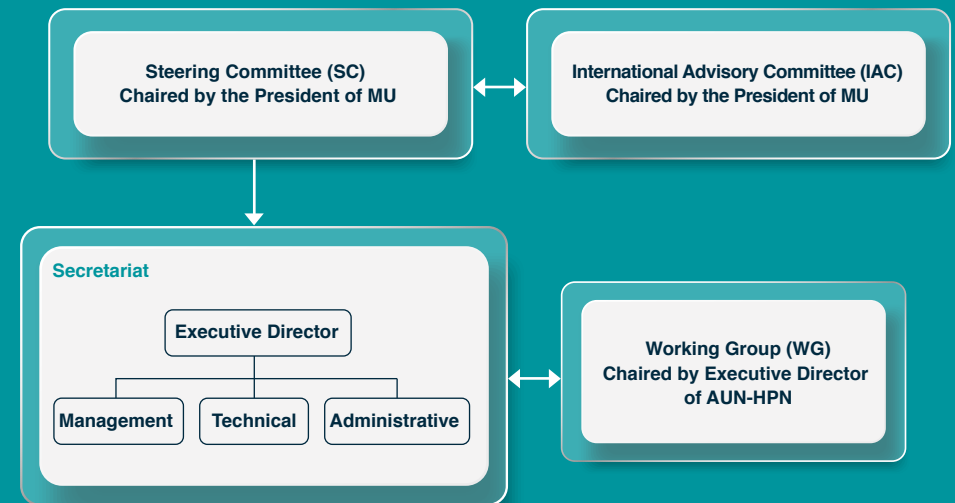 Steering Committee (SC)
Chaired by the President of MU
International Advisory Committee (IAC)
Chaired by the President of MU
Secretariat
Executive Director
Management
Technical
Administrative
Working Group (WG)
Chaired by Executive Director
of AUN-HPN